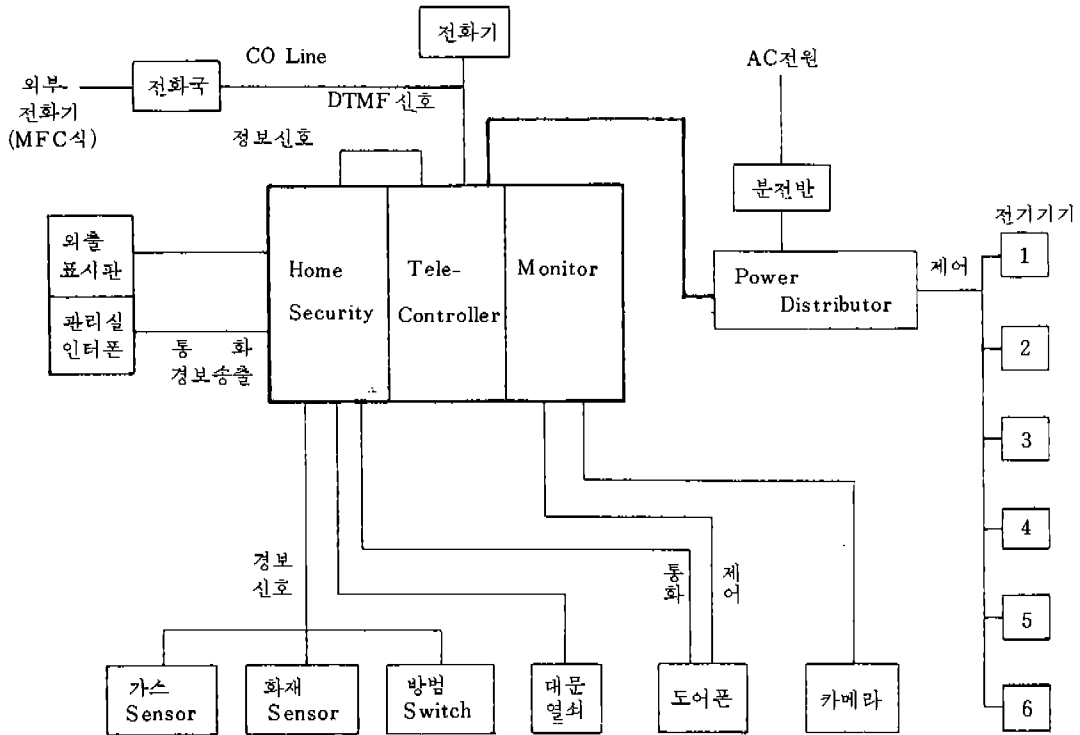 전화기
CO Line
AC전원
외부
전화기
(MFC식)
전화국
DTMF 신호
정보신호
분전반
전기기기
외출
표시판
관리실
인터폰
통 화
경보송출
Home
Security
Tele-
Controller
Monitor
Power
Distributor
제어
1
2
3
4
5
6
경보
신호
통화
제어
가스
Sensor
화재
Sensor
방범
Switch
대문
열쇠
도어폰
카메라